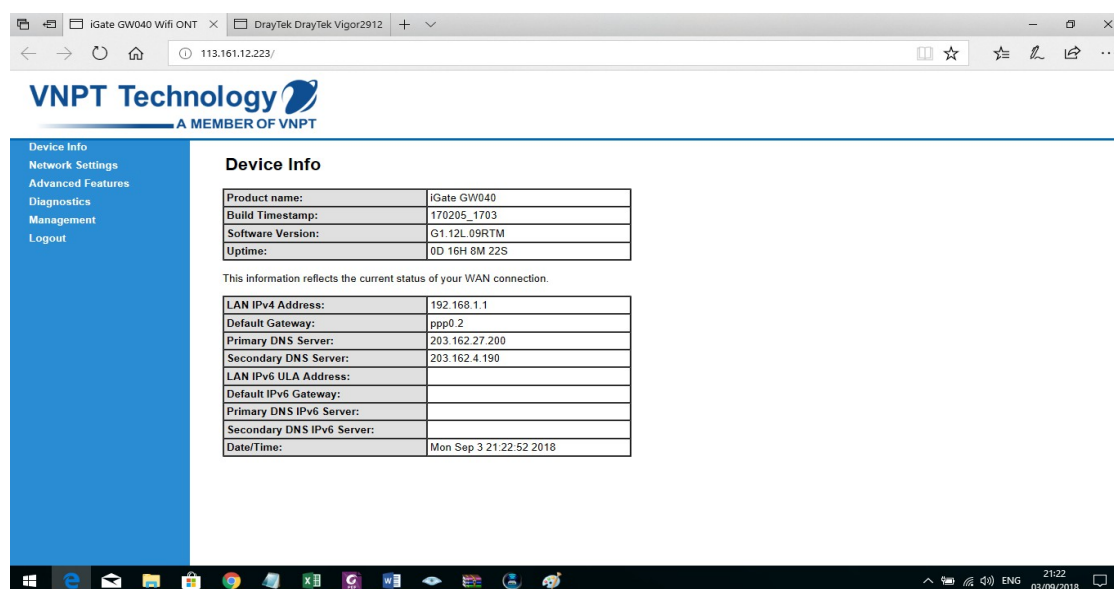 iGate GW040 Wifi ONT
DrayTek DrayTek Vigor2912
113.161.12.223/
VNPT Technology
A MEMBER OF VNPT
Device Info
Network Settings
Advanced Features
Diagnostics
Management
Logout
Device Info
Product name: iGate GW040
Build Timestamp: 170205_1703
Software Version: G1.12L.09RTM
Uptime: 0D 16H 8M 22S
This information reflects the current status of your WAN connection.
LAN IPv4 Address: 192.168.1.1
Default Gateway: ppp0.2
Primary DNS Server: 203.162.27.200
Secondary DNS Server: 203.162.4.190
LAN IPv6 ULA Address:
Default IPv6 Gateway:
Primary DNS IPv6 Server:
Secondary DNS IPv6 Server:
Date/Time: Mon Sep 3 21:22:52 2018
ENG
21:22
03/09/2018